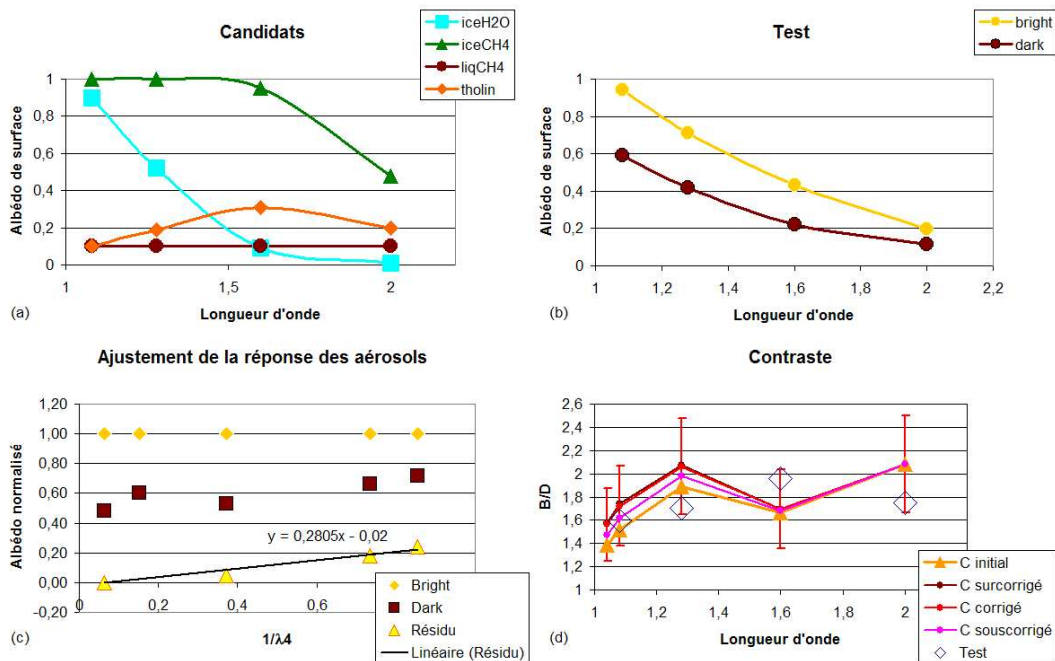 Candidats
iceH2O
iceCH4
liqCH4
tholin
Albédo de surface
1
0,8
0,6
0,4
0,2
0
1
1,5
2
(a)
Longueur d'onde
Test
bright
dark
Albédo de surface
1
0,8
0,6
0,4
0,2
0
1
1,2
1,4
1,6
1,8
2
2,2
(b)
Longueur d'onde
Ajustement de la réponse des aérosols
Albédo normalisé
1,20
1,00
0,80
0,60
0,40
0,20
0,00
-0,20
y = 0,2805x - 0,02
0
0,2
0,4
0,6
(c)
1/λ4
Bright
Dark
Résidu
Linéaire (Résidu)
Contraste
B/D
2,6
2,4
2,2
2
1,8
1,6
1,4
1,2
1
1
1,2
1,4
1,6
1,8
2
(d)
Longueur d'onde
C initial
C surcorrigé
C corrigé
C souscorrigé
Test